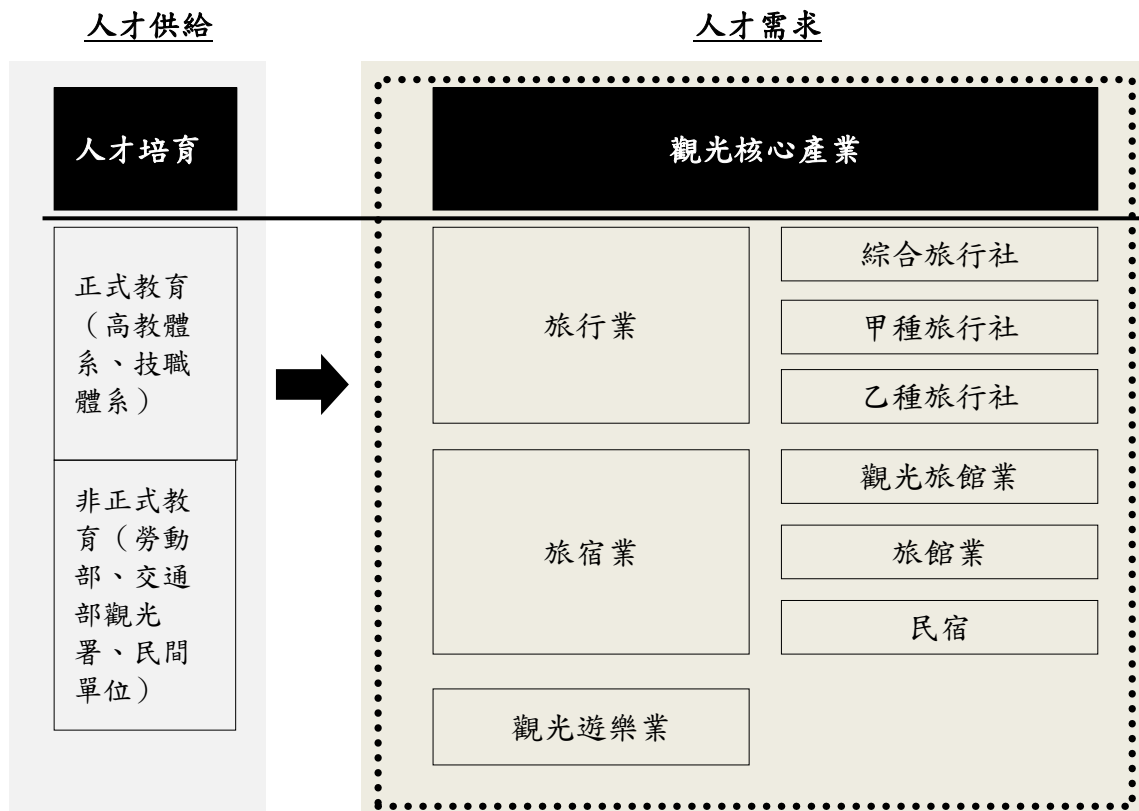 人才供給
人才需求
人才培育
觀光核心產業
正式教育
（高教體
系、技職
體系）
非正式教
育（勞動
部、交通
部觀光
署、民間
單位）
旅行業
綜合旅行社
甲種旅行社
乙種旅行社
旅宿業
觀光旅館業
旅館業
民宿
觀光遊樂業